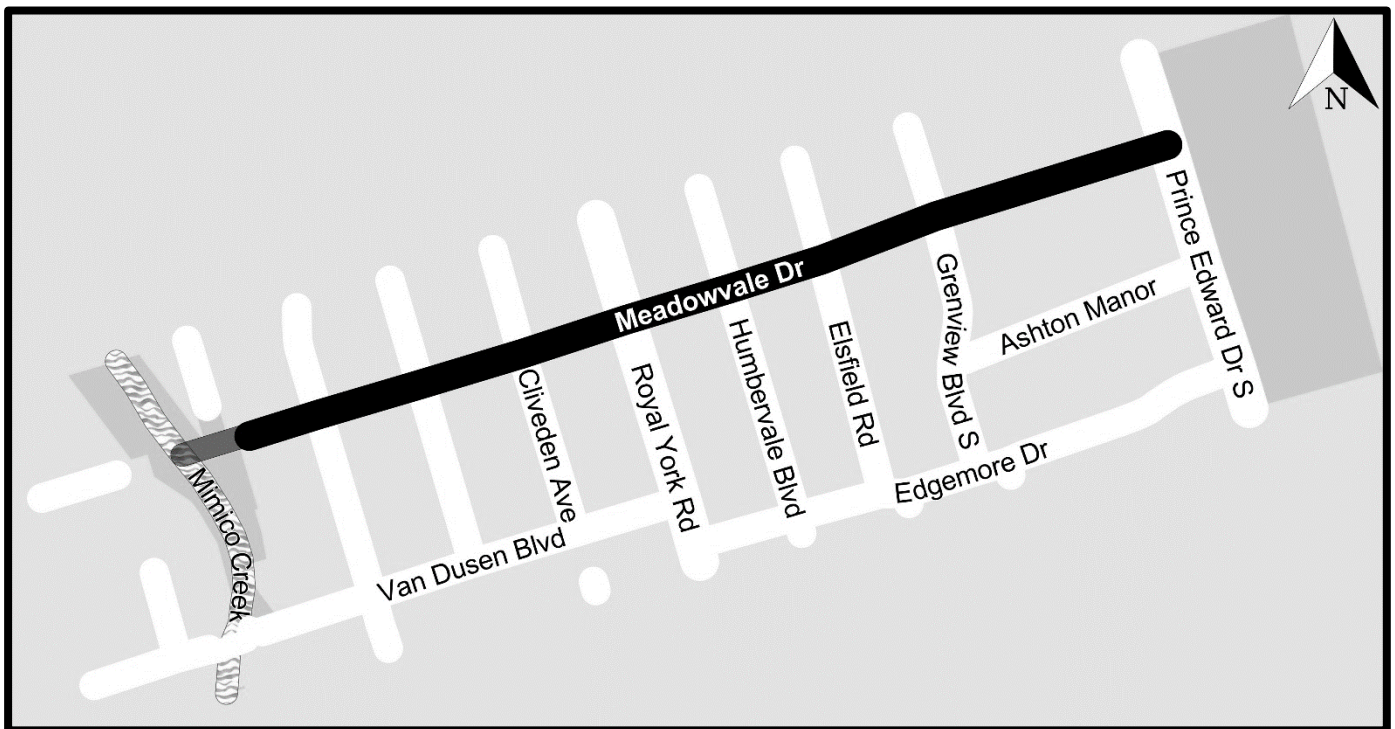 N
Meadowvale Dr
Prince Edward Dr S
Grenview Blvd S
Ashton Manor
Elsfield Rd
Humbervale Blvd
Royal York Rd
Cliveden Ave
Edgemore Dr
Van Dusen Blvd
Mimico Creek